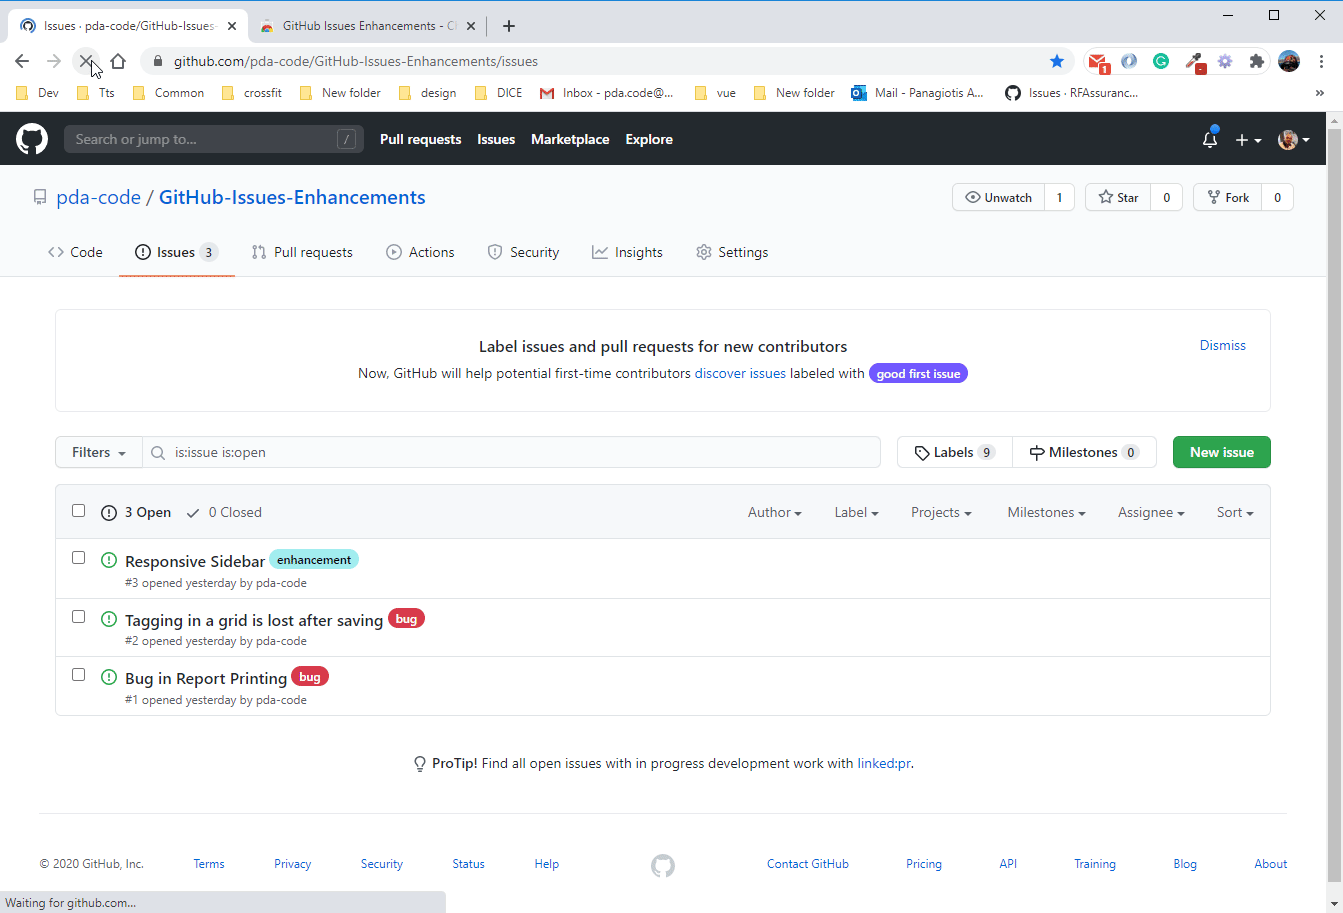 Issues · pda-code/GitHub-Issues- GitHub Issues Enhancements - C
github.com/pda-code/GitHub-Issues-Enhancements/issues 1
Dev Tts Common crossfit New folder design DICE Inbox - pda.code@... vue New folder Mail - Panagiotis A... Issues · RFAssuranc... »
Search or jump to... / Pull requests Issues Marketplace Explore
pda-code / GitHub-Issues-Enhancements Unwatch 1 Star 0 Fork 0
Code Issues 3 Pull requests Actions Security Insights Settings
Label issues and pull requests for new contributors Dismiss
Now, GitHub will help potential first-time contributors discover issues labeled with good first issue
Filters is:issue is:open Labels 9 Milestones 0 New issue
3 Open 0 Closed Author Label Projects Milestones Assignee Sort
Responsive Sidebar enhancement
#3 opened yesterday by pda-code
Tagging in a grid is lost after saving bug
#2 opened yesterday by pda-code
Bug in Report Printing bug
#1 opened yesterday by pda-code
ProTip! Find all open issues with in progress development work with linked:pr.
© 2020 GitHub, Inc. Terms Privacy Security Status Help Contact GitHub Pricing API Training Blog About
Waiting for github.com...